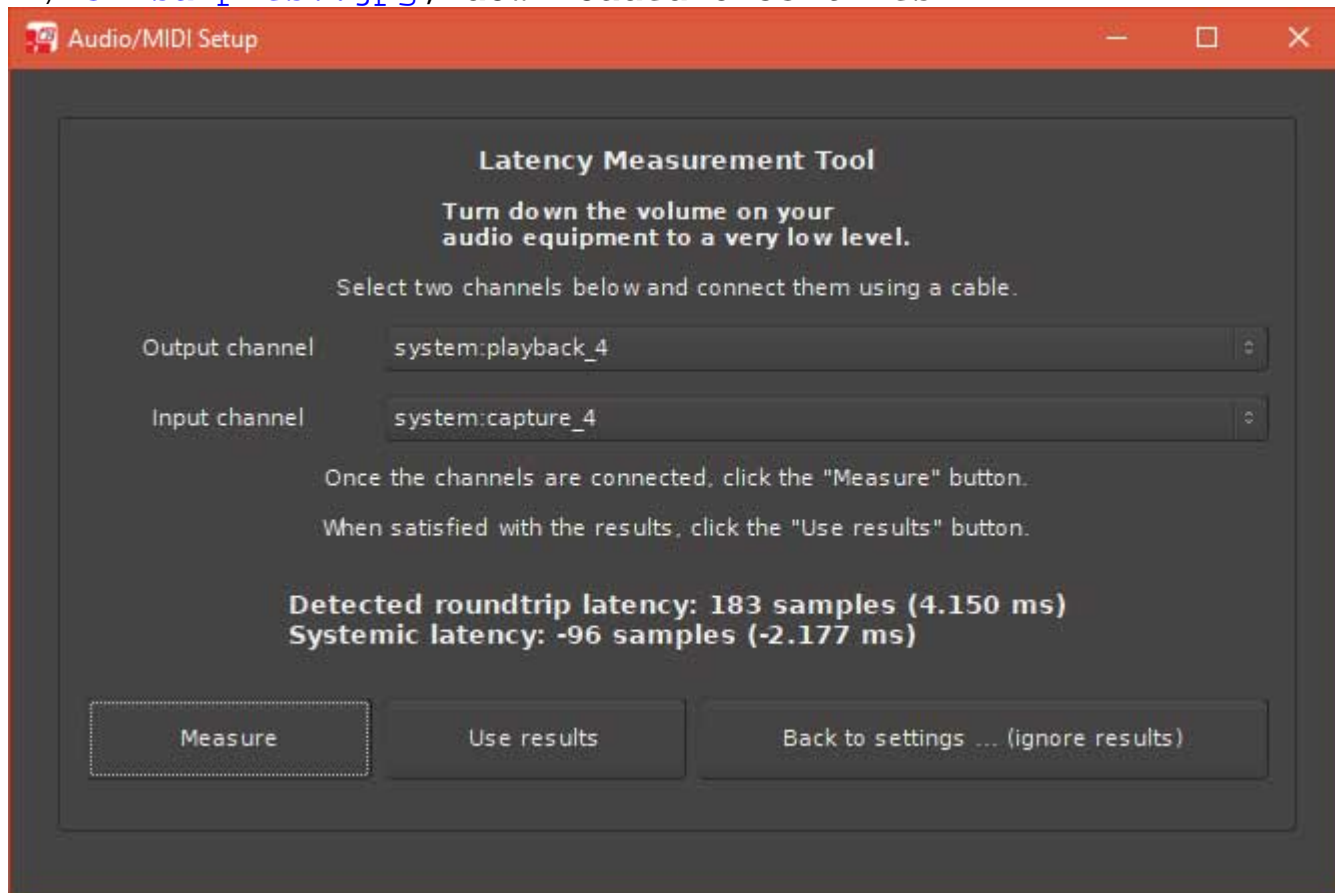 Audio/MIDI Setup
Latency Measurement Tool
Turn down the volume on your
audio equipment to a very low level.
Select two channels below and connect them using a cable.
Output channel system:playback_4
Input channel system:capture_4
Once the channels are connected, click the "Measure" button.
When satisfied with the results, click the "Use results" button.
Detected roundtrip latency: 183 samples (4.150 ms)
Systemic latency: -96 samples (-2.177 ms)
Measure Use results Back to settings ... (ignore results)